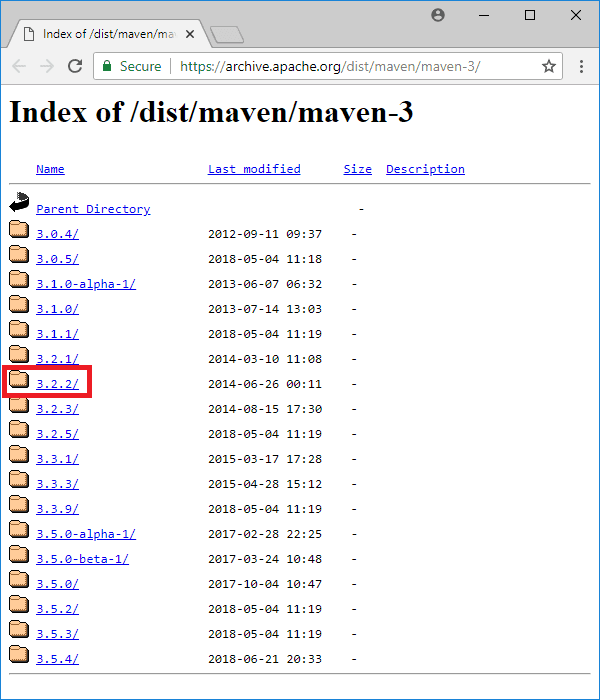 Index of /dist/maven/mav
Secure https://archive.apache.org/dist/maven/maven-3/
Index of /dist/maven/maven-3
Name Last modified Size Description
Parent Directory -
3.0.4/ 2012-09-11 09:37 -
3.0.5/ 2018-05-04 11:18 -
3.1.0-alpha-1/ 2013-06-07 06:32 -
3.1.0/ 2013-07-14 13:03 -
3.1.1/ 2018-05-04 11:19 -
3.2.1/ 2014-03-10 11:08 -
3.2.2/ 2014-06-26 00:11 -
3.2.3/ 2014-08-15 17:30 -
3.2.5/ 2018-05-04 11:19 -
3.3.1/ 2015-03-17 17:28 -
3.3.3/ 2015-04-28 15:12 -
3.3.9/ 2018-05-04 11:19 -
3.5.0-alpha-1/ 2017-02-28 22:25 -
3.5.0-beta-1/ 2017-03-24 10:48 -
3.5.0/ 2017-10-04 10:47 -
3.5.2/ 2018-05-04 11:19 -
3.5.3/ 2018-05-04 11:19 -
3.5.4/ 2018-06-21 20:33 -